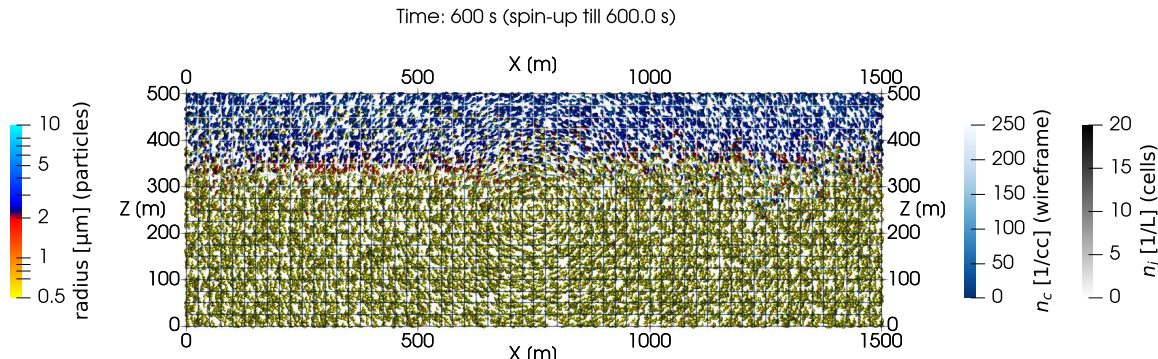 Time: 600 s (spin-up till 600.0 s)
X (m)
0 500 1000 1500
500 500
400 400
300 300
Z (m) Z (m)
200 200
100 100
0 0
0 500 1000 1500
X (m)
10
5
2
1
0.5
radius [μm] (particles)
250
200
150
100
50
0
n_c [1/cc] (wireframe)
20
15
10
5
0
n_i [1/L] (cells)